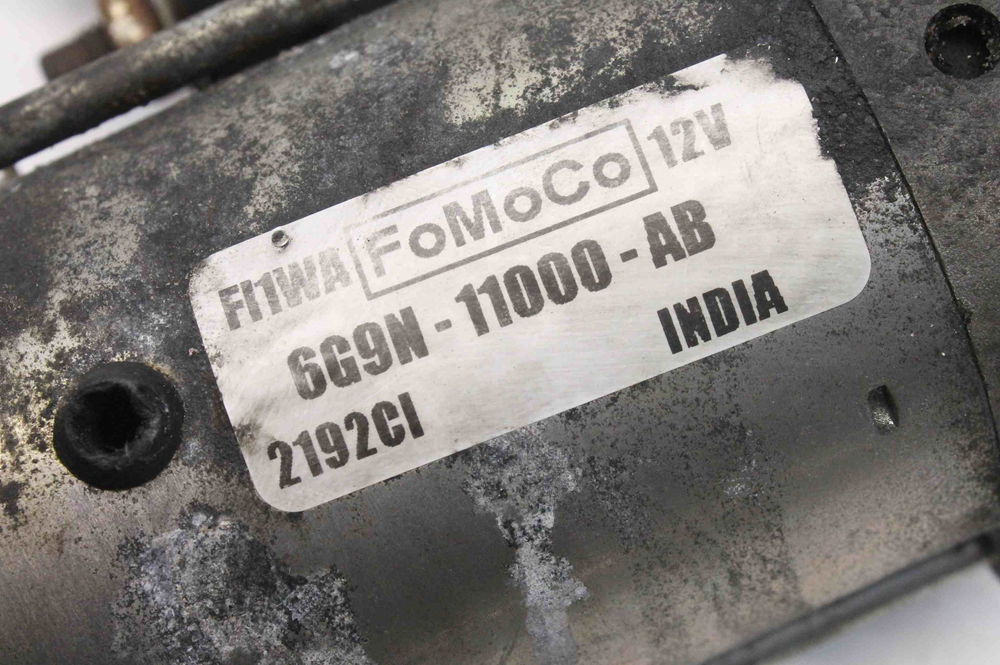 FI1WA FoMoCo 12V
6G9N - 11000 - AB
2192CI INDIA